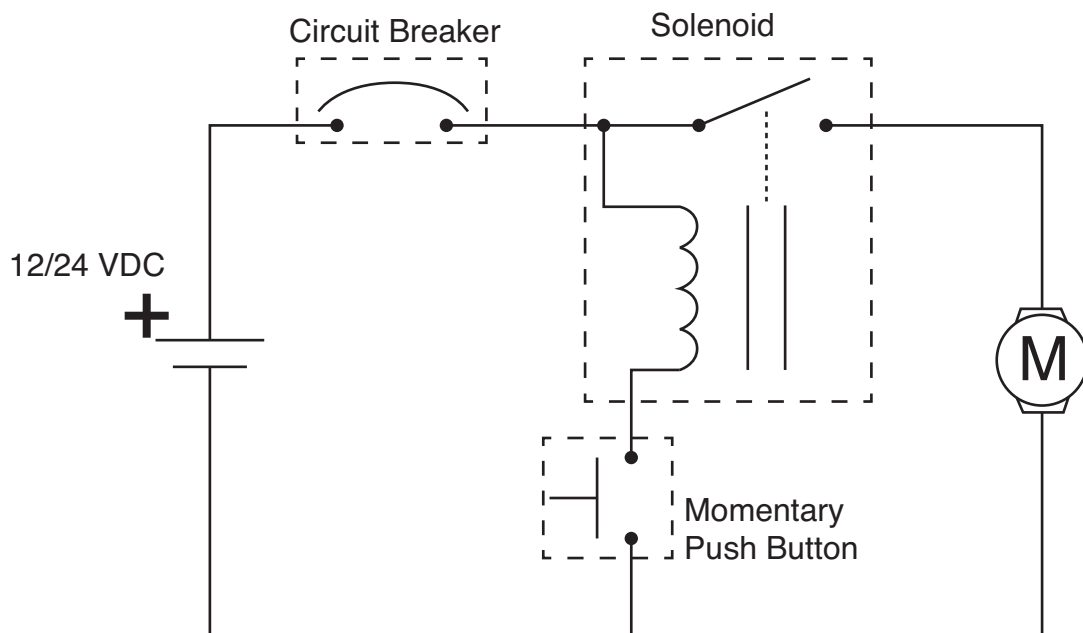 Circuit Breaker
Solenoid
12/24 VDC
+
M
Momentary
Push Button